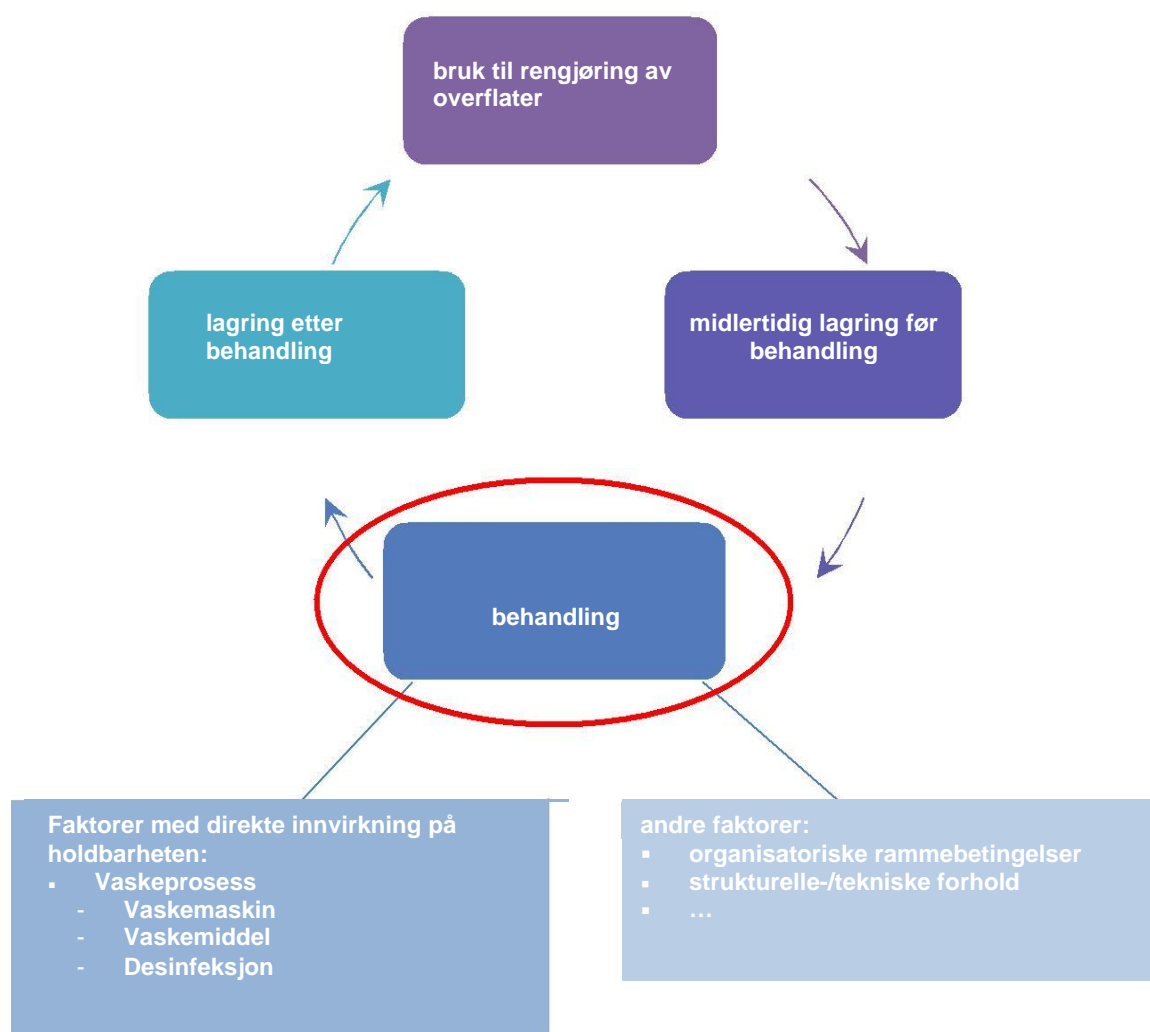 bruk til rengjøring av
overflater
lagring etter
behandling
midlertidig lagring før
behandling
behandling
Faktorer med direkte innvirkning på
holdbarheten:
▪ Vaskeprosess
- Vaskemaskin
- Vaskemiddel
- Desinfeksjon
andre faktorer:
▪ organisatoriske rammebetingelser
▪ strukturelle-/tekniske forhold
▪ …